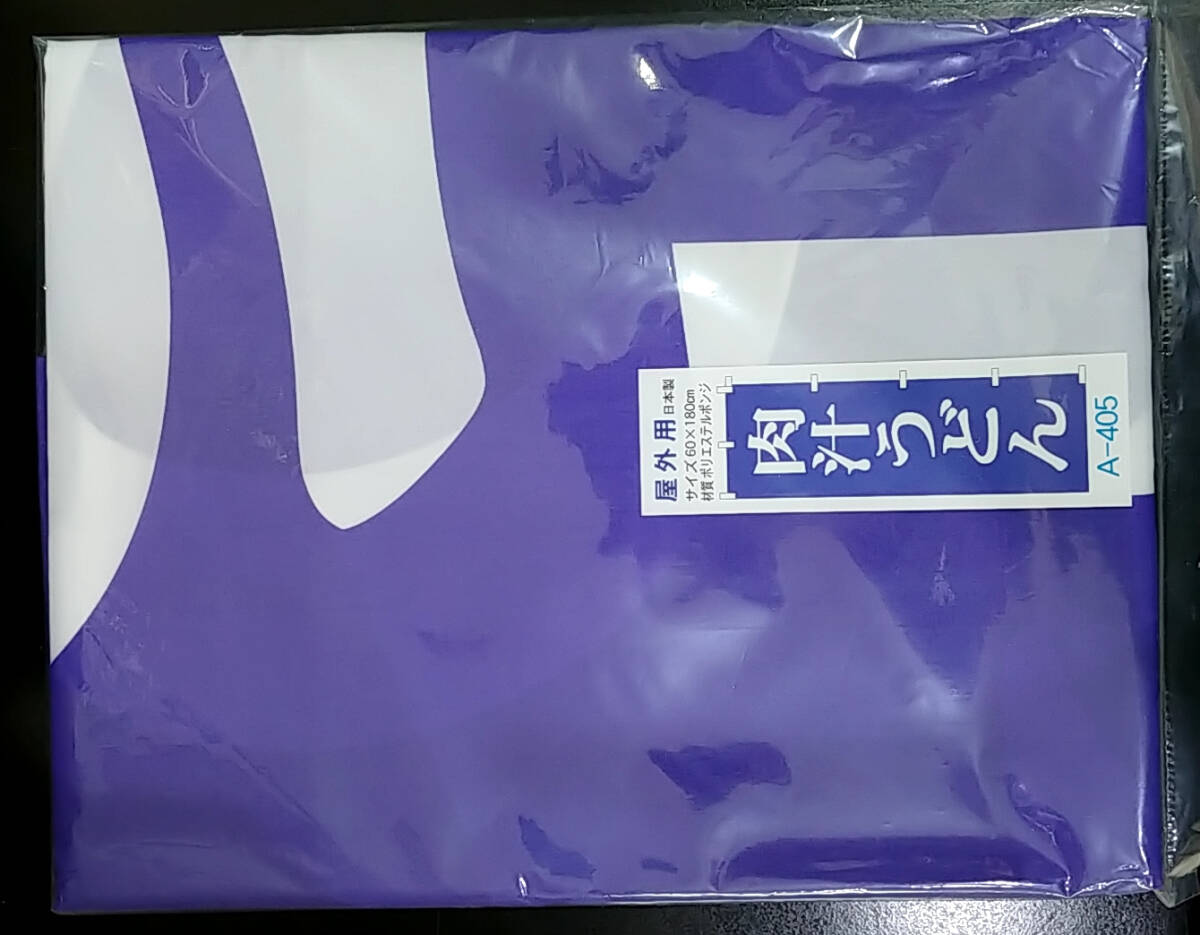 屋外用 日本製
サイズ60×180cm
材質 ポリエステルポンジ
肉汁うどん
A-405